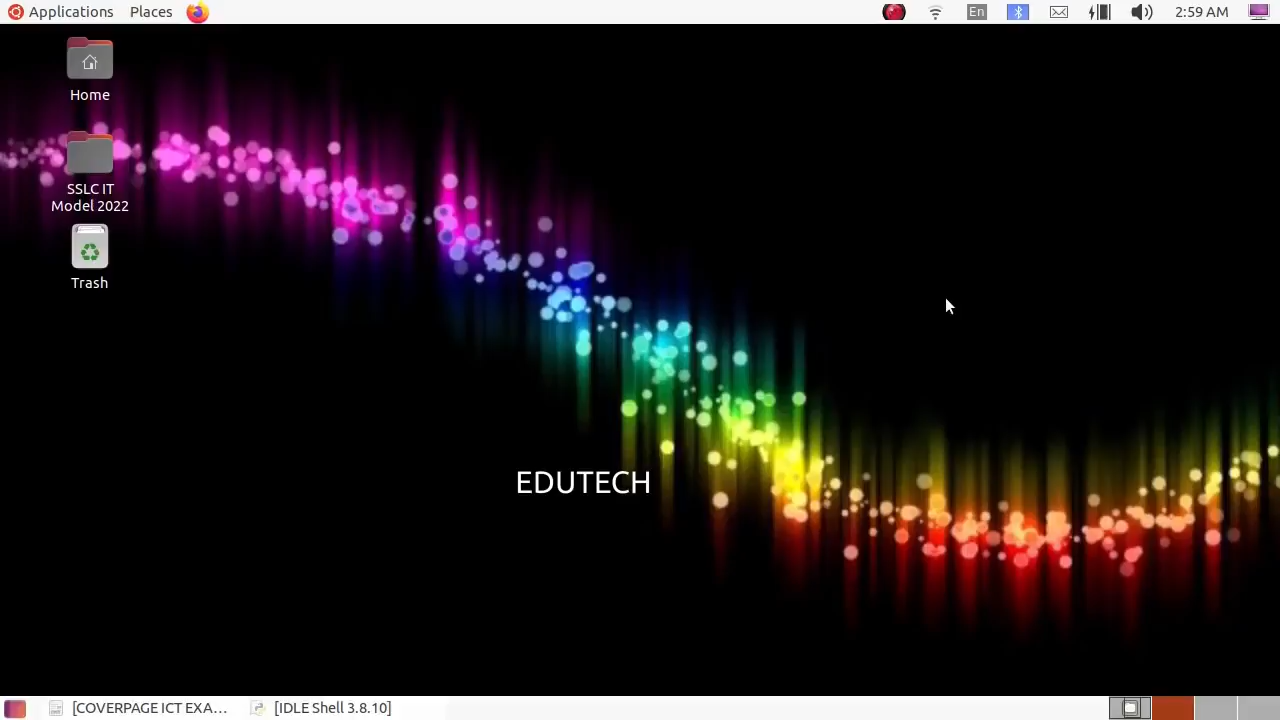 Applications Places En 2:59 AM
Home
SSLC IT
Model 2022
Trash
EDUTECH
[COVERPAGE ICT EXA... [IDLE Shell 3.8.10]